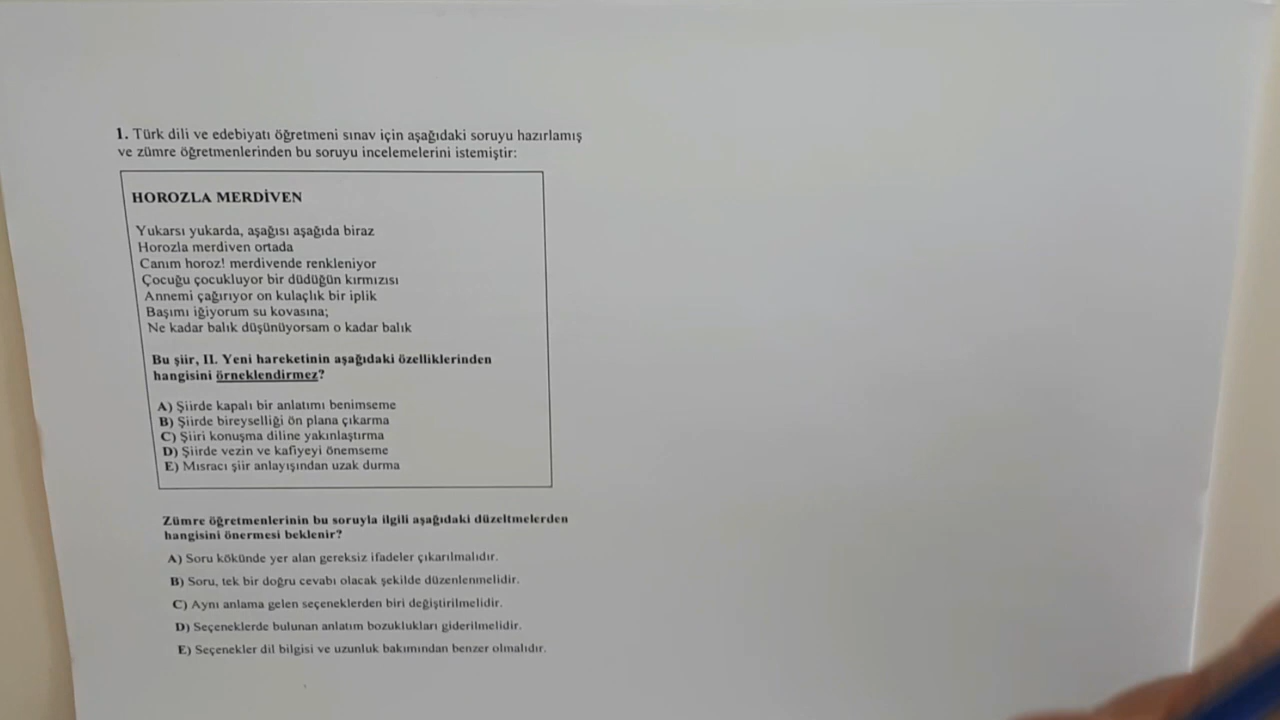 1. Türk dili ve edebiyatı öğretmeni sınav için aşağıdaki soruyu hazırlamış
ve zümre öğretmenlerinden bu soruyu incelemelerini istemiştir:
HOROZLA MERDİVEN
Yukarsı yukarda, aşağısı aşağıda biraz
Horozla merdiven ortada
Canım horoz! merdivende renkleniyor
Çocuğu çocukluyor bir düdüğün kırmızısı
Annemi çağırıyor on kulaçlık bir iplik
Başımı iğiyorum su kovasına;
Ne kadar balık düşünüyorsam o kadar balık
Bu şiir, II. Yeni hareketinin aşağıdaki özelliklerinden
hangisini örneklendirmez?
A) Şiirde kapalı bir anlatımı benimseme
B) Şiirde bireyselliği ön plana çıkarma
C) Şiiri konuşma diline yakınlaştırma
D) Şiirde vezin ve kafiyeyi önemseme
E) Mısracı şiir anlayışından uzak durma
Zümre öğretmenlerinin bu soruyla ilgili aşağıdaki düzeltmelerden
hangisini önermesi beklenir?
A) Soru kökünde yer alan gereksiz ifadeler çıkarılmalıdır.
B) Soru, tek bir doğru cevabı olacak şekilde düzenlenmelidir.
C) Aynı anlama gelen seçeneklerden biri değiştirilmelidir.
D) Seçeneklerde bulunan anlatım bozuklukları giderilmelidir.
E) Seçenekler dil bilgisi ve uzunluk bakımından benzer olmalıdır.